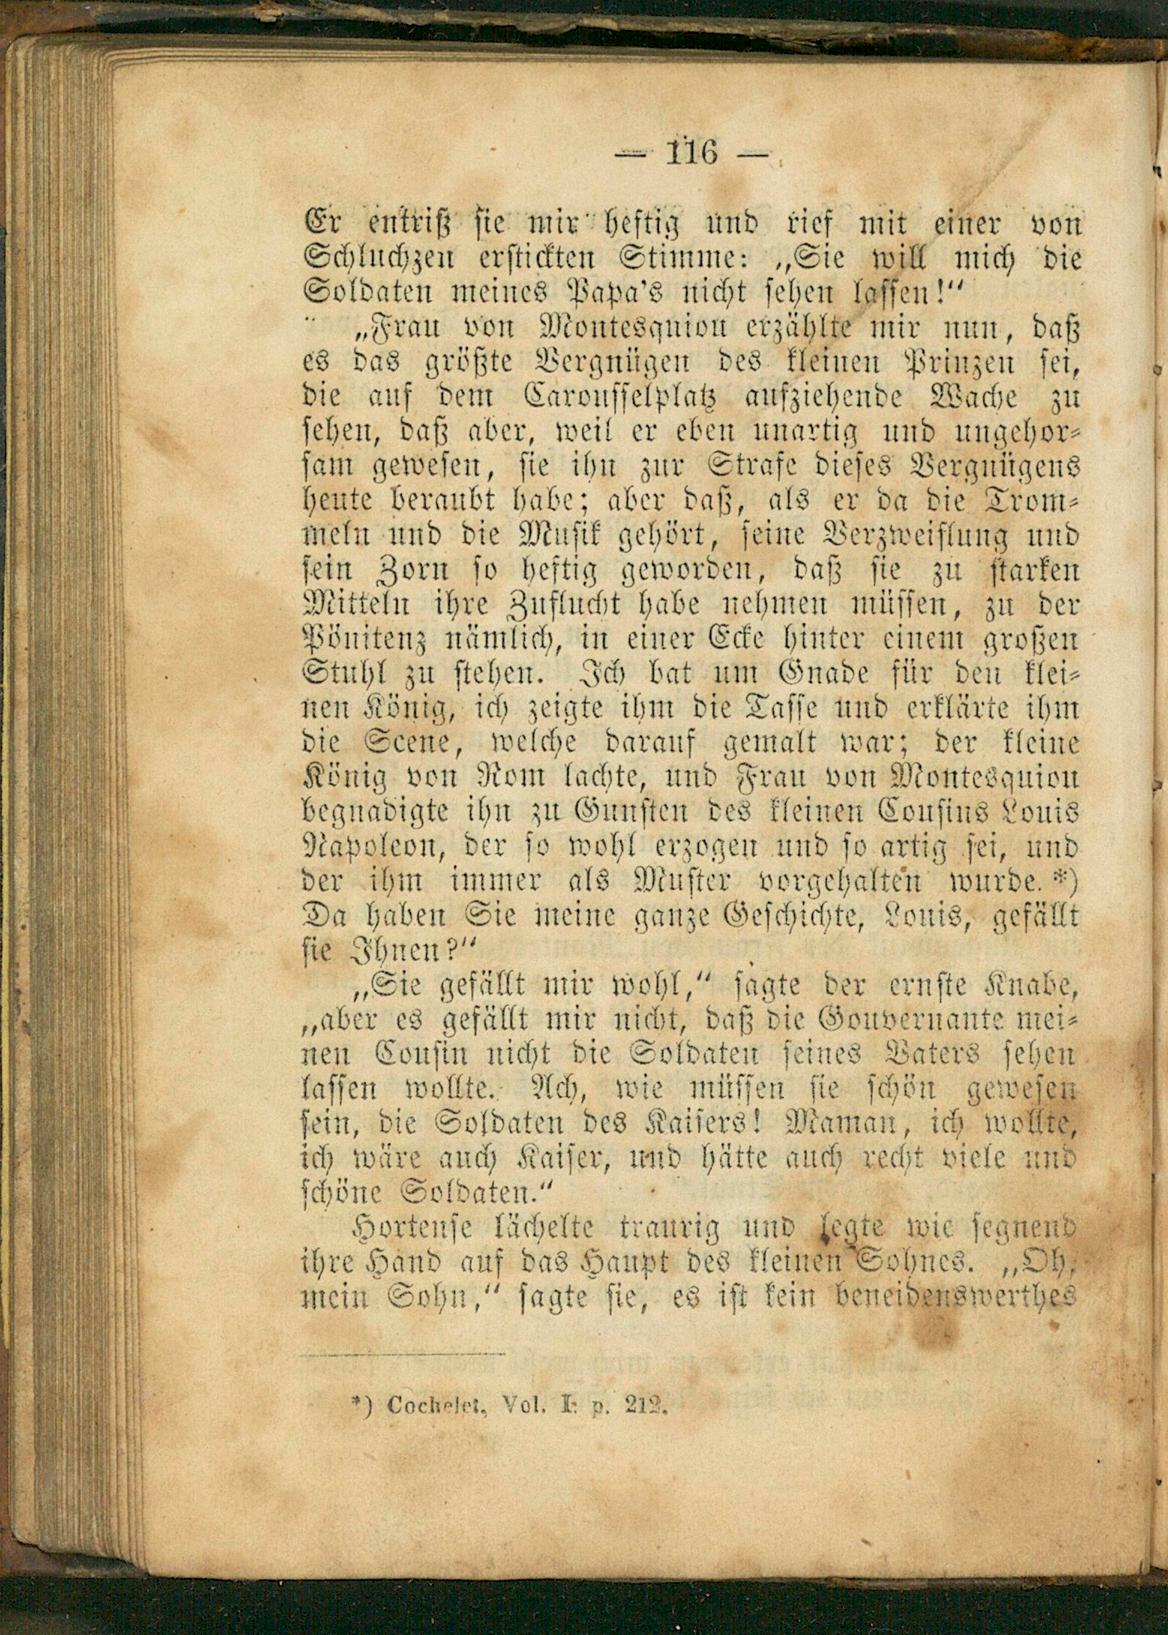 — 116 —
Er entriß sie mir heftig und rief mit einer von
Schluchzen erstickten Stimme: „Sie will mich die
Soldaten meines Papa's nicht sehen lassen!“
„Frau von Montesquiou erzählte mir nun, daß
es das größte Vergnügen des kleinen Prinzen sei,
die auf dem Carousselplatz aufziehende Wache zu
sehen, daß aber, weil er eben unartig und ungehor-
sam gewesen, sie ihn zur Strafe dieses Vergnügens
heute beraubt habe; aber daß, als er da die Trom-
meln und die Musik gehört, seine Verzweiflung und
sein Zorn so heftig geworden, daß sie zu starken
Mitteln ihre Zuflucht habe nehmen müssen, zu der
Pönitenz nämlich, in einer Ecke hinter einem großen
Stuhl zu stehen. Ich bat um Gnade für den klei-
nen König, ich zeigte ihm die Tasse und erklärte ihm
die Scene, welche darauf gemalt war; der kleine
König von Rom lachte, und Frau von Montesquiou
begnadigte ihn zu Gunsten des kleinen Cousins Louis
Napoleon, der so wohl erzogen und so artig sei, und
der ihm immer als Muster vorgehalten wurde.*)
Da haben Sie meine ganze Geschichte, Louis, gefällt
sie Ihnen?“
„Sie gefällt mir wohl,“ sagte der ernste Knabe,
„aber es gefällt mir nicht, daß die Gouvernante mei-
nen Cousin nicht die Soldaten seines Vaters sehen
lassen wollte. Ach, wie müssen sie schön gewesen
sein, die Soldaten des Kaisers! Maman, ich wollte,
ich wäre auch Kaiser, und hätte auch recht viele und
schöne Soldaten.“
Hortense lächelte traurig und legte wie segnend
ihre Hand auf das Haupt des kleinen Sohnes. „Oh,
mein Sohn,“ sagte sie, es ist kein beneidenswerthes
*) Cochelet, Vol. I. p. 212.